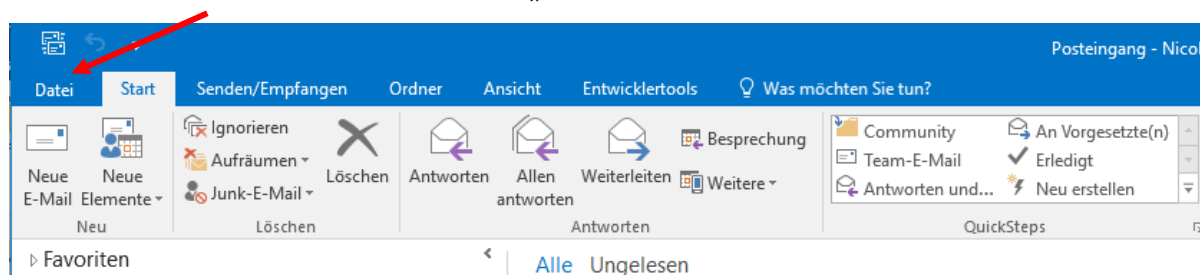 "
Posteingang - Nicol
Datei Start Senden/Empfangen Ordner Ansicht Entwicklertools Was möchten Sie tun?
Neue E-Mail
Neue Elemente
Ignorieren
Aufräumen
Junk-E-Mail
Löschen
Antworten
Allen antworten
Weiterleiten
Besprechung
Weitere
Community
Team-E-Mail
Antworten und...
An Vorgesetzte(n)
Erledigt
Neu erstellen
Neu Löschen Antworten QuickSteps
Favoriten
Alle Ungelesen